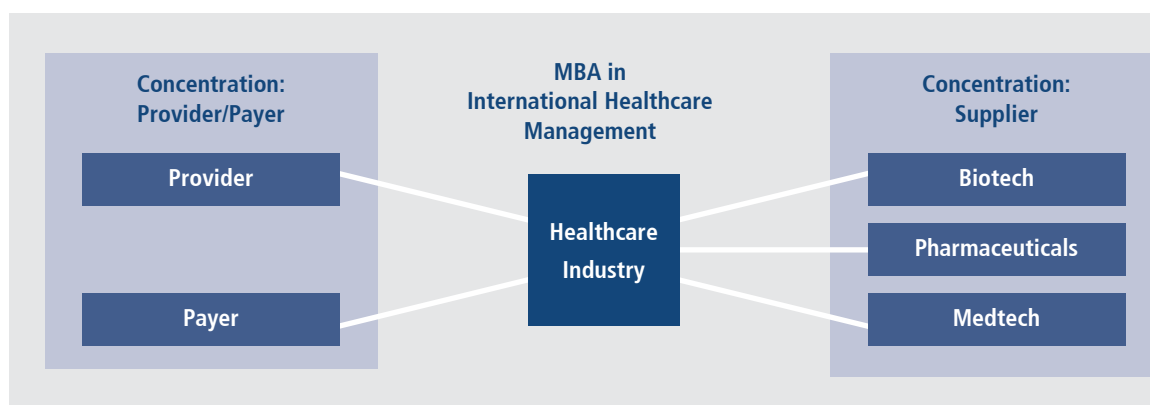 Concentration:
Provider/Payer
Provider
Payer
MBA in
International Healthcare
Management
Healthcare
Industry
Concentration:
Supplier
Biotech
Pharmaceuticals
Medtech